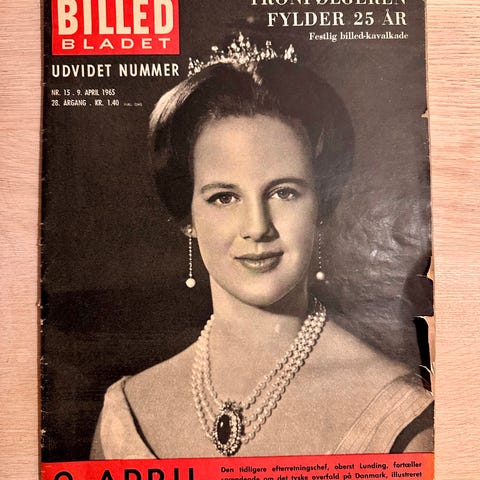 BILLED
BLADET
UDVIDET NUMMER
NR. 15 . 9. APRIL 1965
28. ÅRGANG . KR. 1.40
TRONFØLGEREN
FYLDER 25 ÅR
Festlig billed-kavalkade
9. APRIL
Den tidligere efterretningschef, oberst Lunding, fortæller
spændende om det tyske overfald på Danmark, illustreret